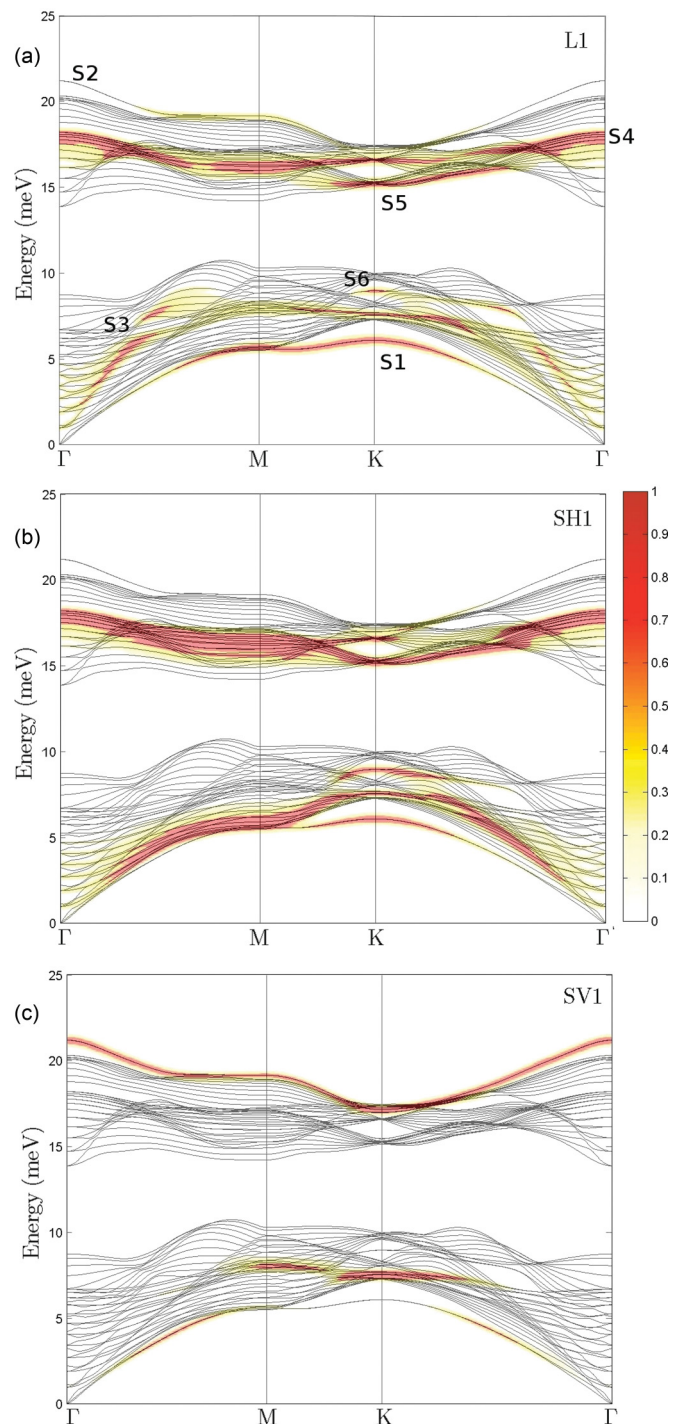 (a)
L1
25
20
15
10
5
0
Energy (meV)
S2
S4
S5
S6
S3
S1
Γ M K Γ
(b)
SH1
25
20
15
10
5
0
Energy (meV)
Γ M K Γ
1
0.9
0.8
0.7
0.6
0.5
0.4
0.3
0.2
0.1
0
(c)
SV1
25
20
15
10
5
0
Energy (meV)
Γ M K Γ